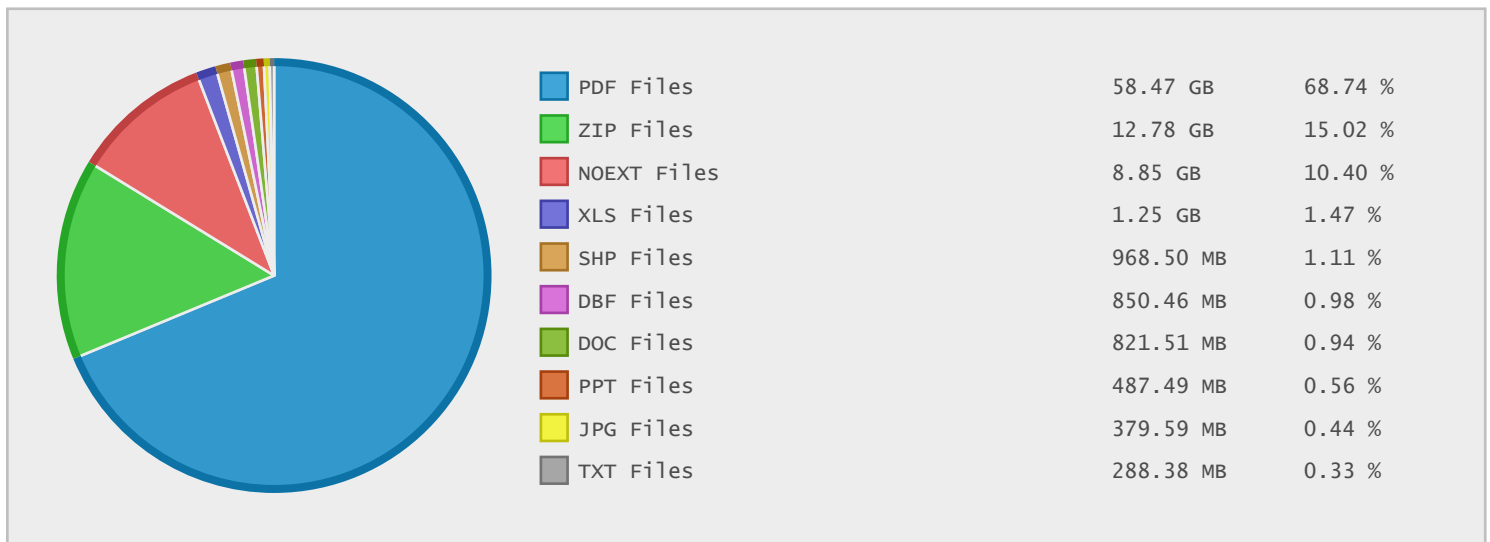 PDF Files 58.47 GB 68.74 %
ZIP Files 12.78 GB 15.02 %
NOEXT Files 8.85 GB 10.40 %
XLS Files 1.25 GB 1.47 %
SHP Files 968.50 MB 1.11 %
DBF Files 850.46 MB 0.98 %
DOC Files 821.51 MB 0.94 %
PPT Files 487.49 MB 0.56 %
JPG Files 379.59 MB 0.44 %
TXT Files 288.38 MB 0.33 %